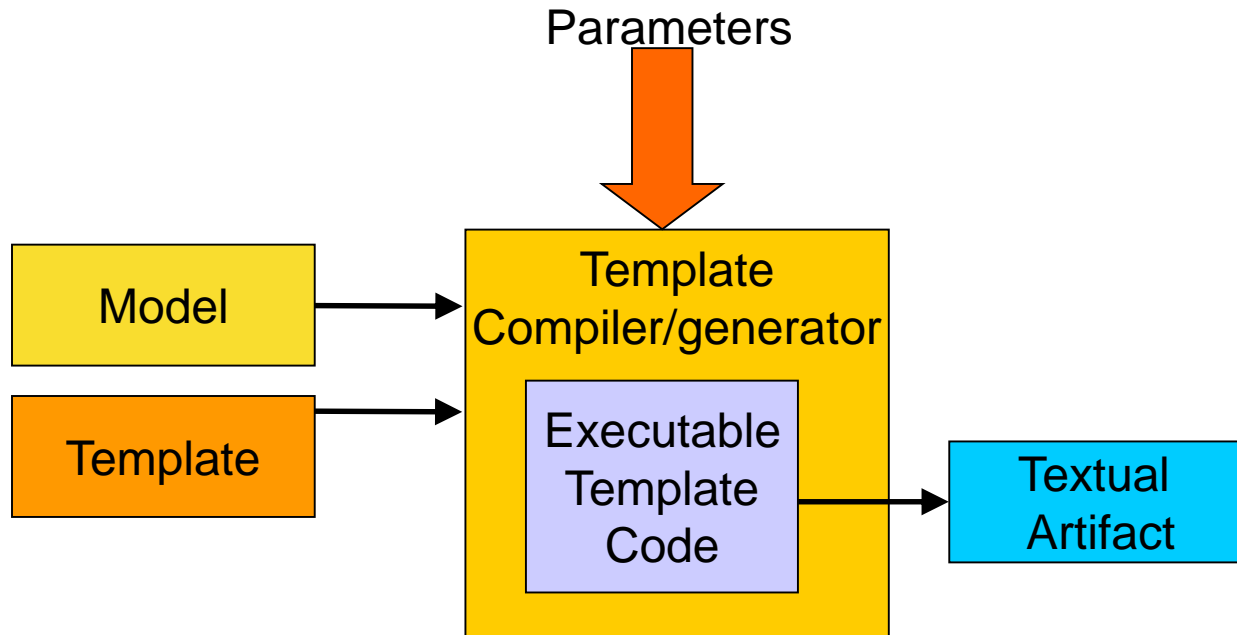 Parameters
Model
Template
Template
Compiler/generator
Executable
Template
Code
Textual
Artifact